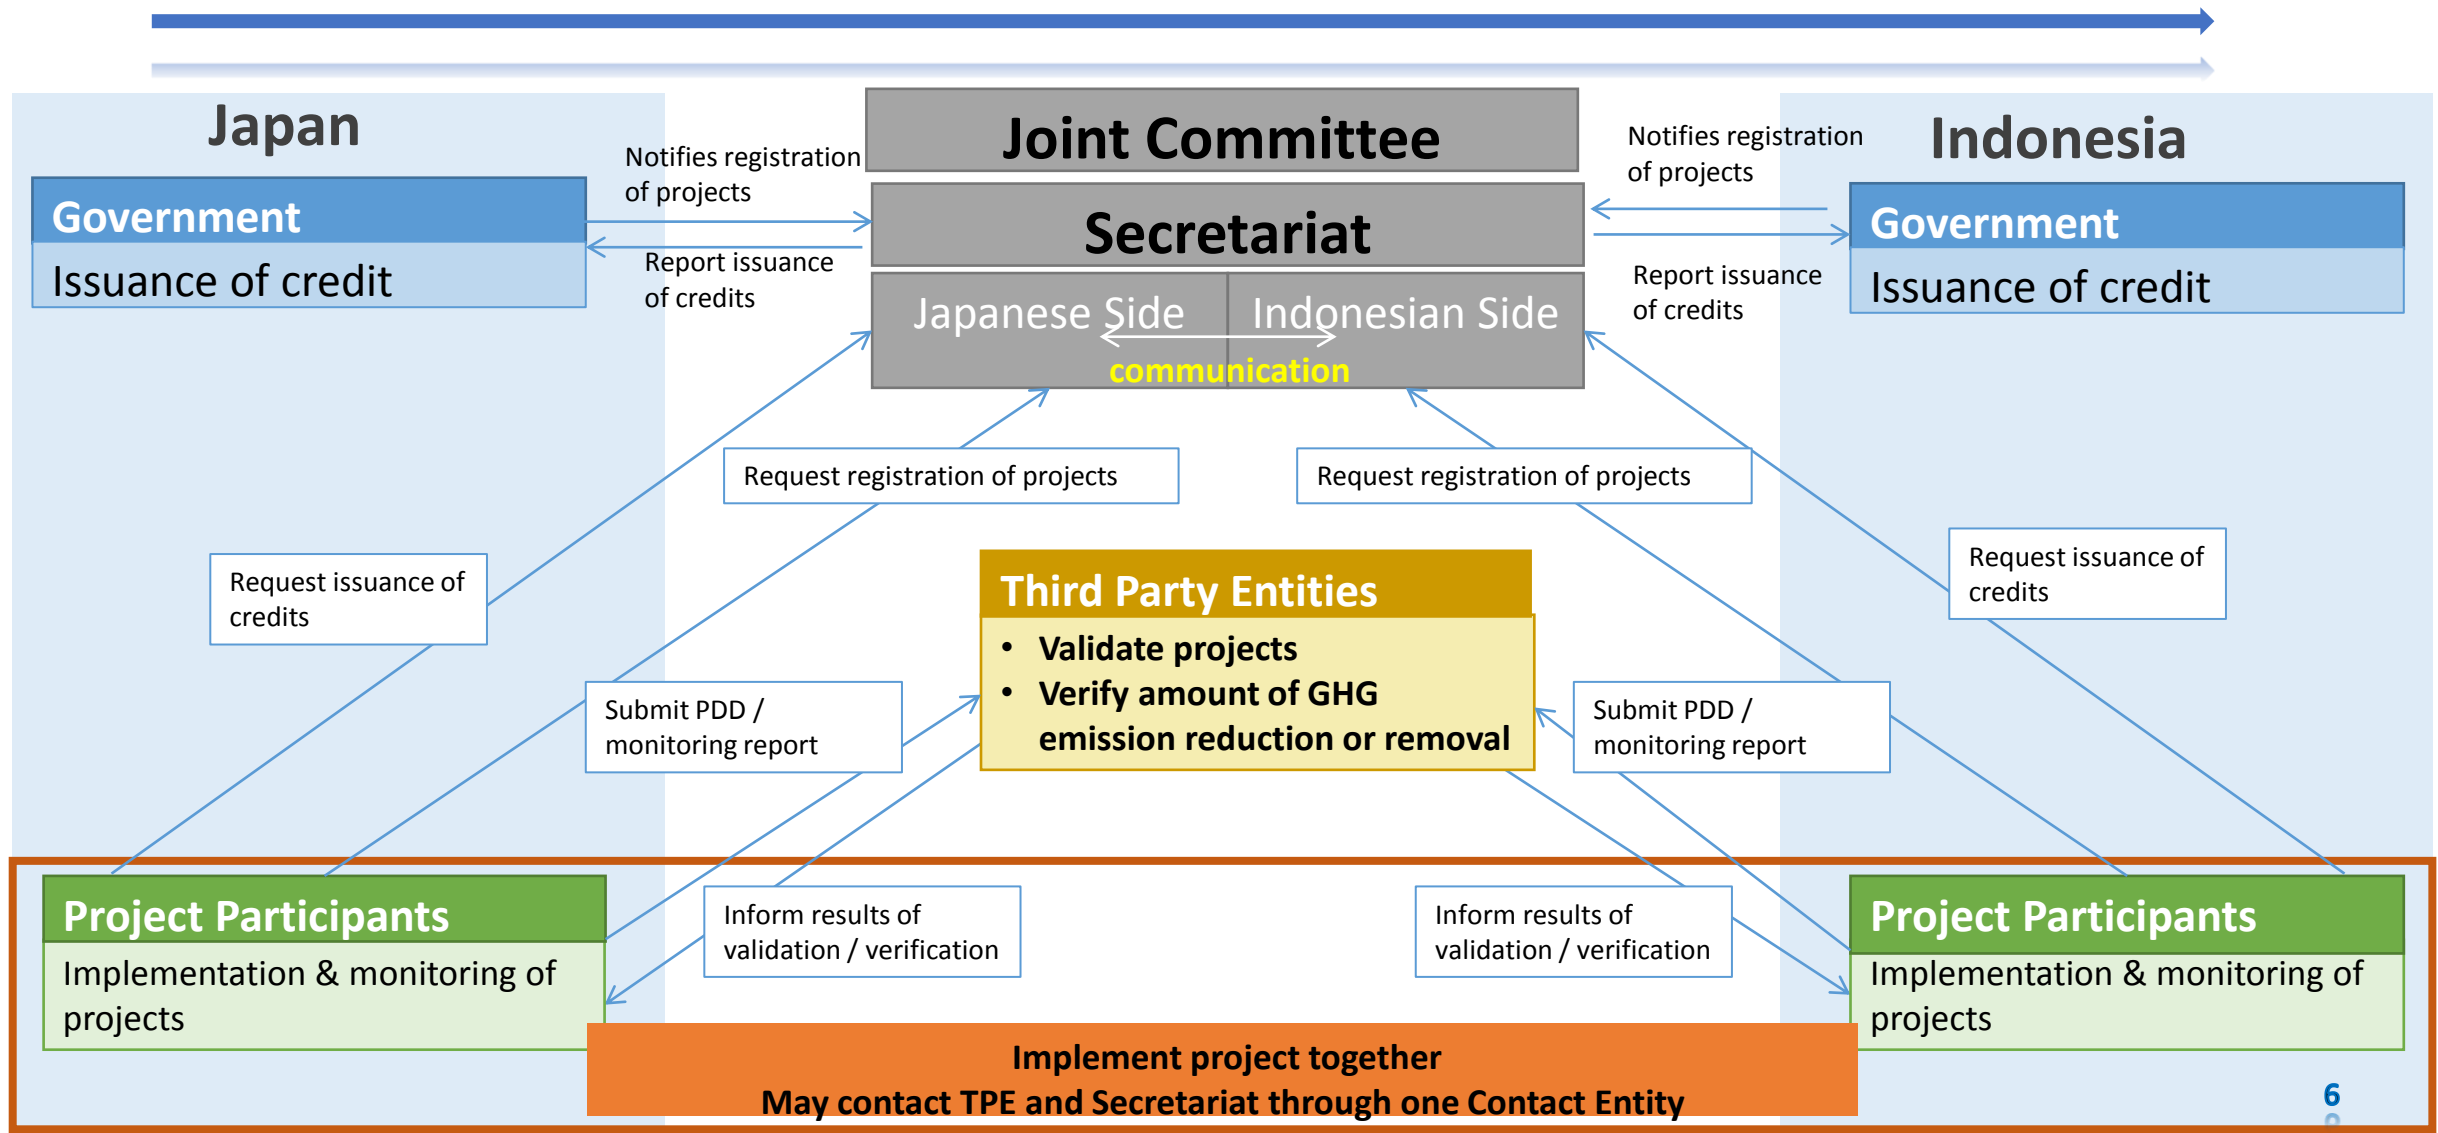 Japan
Joint Committee
Indonesia
Notifies registration
of projects
Notifies registration
of projects
Government
Issuance of credit
Secretariat
Government
Issuance of credit
Report issuance
of credits
Report issuance
of credits
Japanese Side
Indonesian Side
communication
Request registration of projects
Request registration of projects
Request issuance of
credits
Request issuance of
credits
Third Party Entities
• Validate projects
• Verify amount of GHG
emission reduction or removal
Submit PDD /
monitoring report
Submit PDD /
monitoring report
Project Participants
Implementation & monitoring of
projects
Inform results of
validation / verification
Inform results of
validation / verification
Project Participants
Implementation & monitoring of
projects
Implement project together
May contact TPE and Secretariat through one Contact Entity
6